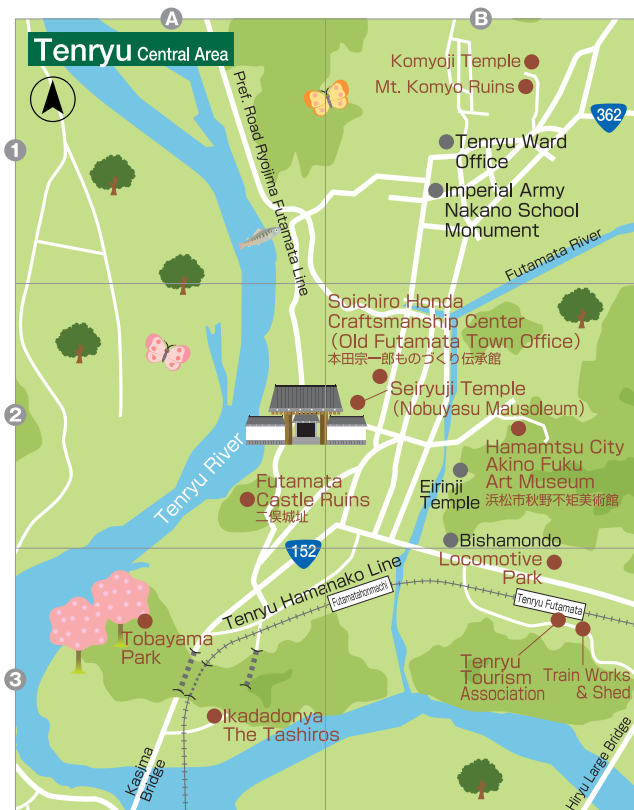 A
B
Tenryu Central Area
1
2
3
Pref. Road Ryojima Futamata Line
Komyoji Temple
Mt. Komyo Ruins
362
Tenryu Ward
Office
Imperial Army
Nakano School
Monument
Futamata River
Soichiro Honda
Craftsmanship Center
(Old Futamata Town Office)
本田宗一郎ものづくり伝承館
Seiryuji Temple
(Nobuyasu Mausoleum)
Hamamtsu City
Akino Fuku
Art Museum
浜松市秋野不矩美術館
Tenryu River
Futamata
Castle Ruins
二俣城址
Eirinji
Temple
152
Bishamondo
Locomotive
Park
Tenryu Hamanako Line
Futamatahonmachi
Tenryu Futamata
Tobayama
Park
Tenryu
Tourism
Association
Train Works
& Shed
Ikadadonya
The Tashiros
Kasima
Bridge
Hiryu Large Bridge